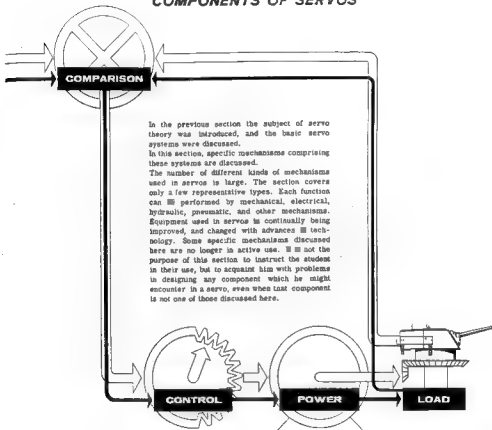 COMPONENTS OF SERVOS
COMPARISON
In the previous section the subject of servo
theory was introduced, and the basic servo
systems were discussed.
In this section, specific mechanisms comprising
these systems are discussed.
The number of different kinds of mechanisms
used in servos is large. The section covers
only a few representative types. Each function
can performed by mechanical, electrical,
hydraulic, pneumatic, and other mechanisms.
Equipment used in servos is continually being
improved, and changed with advances tech-
nology. Some specific mechanisms discussed
here are no longer in active use. not the
purpose of this section to instruct the student
in their use, but to acquaint him with problems
in designing any component which he might
encounter in a servo, even when that component
is not one of those discussed here.
CONTROL
POWER
LOAD